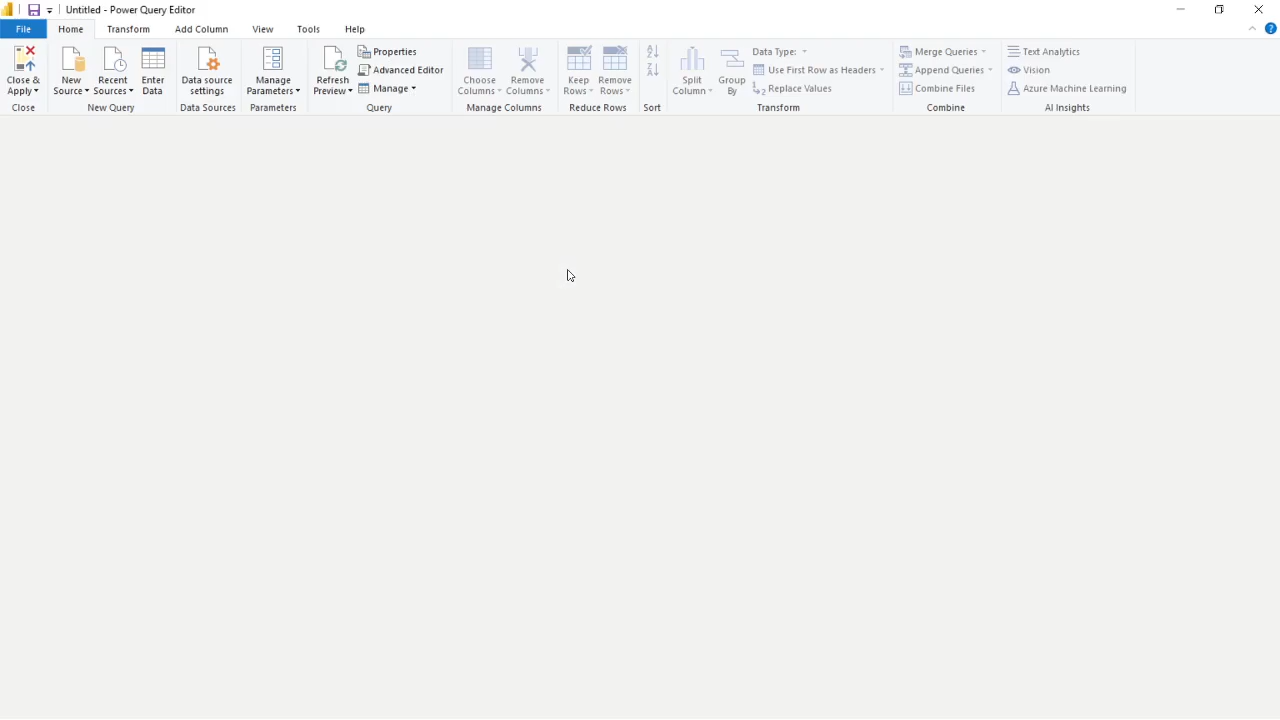 Untitled - Power Query Editor
File Home Transform Add Column View Tools Help
Close & Apply
New Source
Recent Sources
Enter Data
Data source settings
Manage Parameters
Refresh Preview
Properties
Advanced Editor
Manage
Choose Columns
Remove Columns
Keep Rows
Remove Rows
Split Column
Group By
Data Type:
Use First Row as Headers
Replace Values
Merge Queries
Append Queries
Combine Files
Text Analytics
Vision
Azure Machine Learning
Close
New Query
Data Sources
Parameters
Query
Manage Columns
Reduce Rows
Sort
Transform
Combine
AI Insights